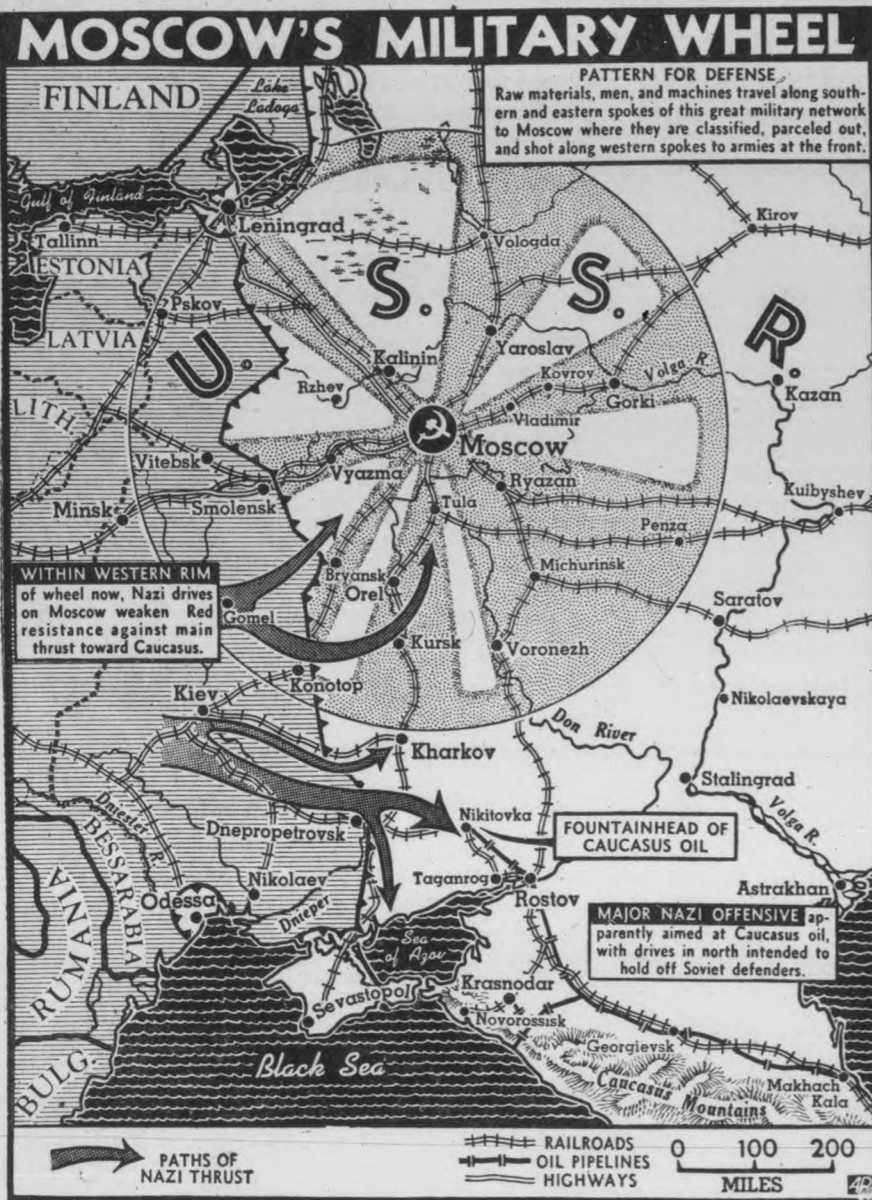 MOSCOW'S MILITARY WHEEL
PATTERN FOR DEFENSE
Raw materials, men, and machines travel along south-
ern and eastern spokes of this great military network
to Moscow where they are classified, parceled out,
and shot along western spokes to armies at the front.
FINLAND
Lake
Ladoga
Gulf of Finland
Leningrad
Tallinn
ESTONIA
Kirov
Vologda
U.S.S.R.
Pskov
LATVIA
Kalinin
Yaroslav
Rzhev
Kovrov
Volga R.
Gorki
Kazan
LITH.
Vladimir
Moscow
Vitebsk
Vyazma
Ryazan
Smolensk
Minsk
Tula
Kuibyshev
Penza
Michurinsk
Bryansk
Orel
WITHIN WESTERN RIM
of wheel now, Nazi drives
on Moscow weaken Red
resistance against main
thrust toward Caucasus.
Gomel
Saratov
Kursk
Voronezh
Konotop
Kiev
Nikolaevskaya
Don River
Kharkov
Stalingrad
Volga R.
Dniester R.
BESSARABIA
Dnepropetrovsk
Nikitovka
FOUNTAINHEAD OF
CAUCASUS OIL
RUMANIA
Nikolaev
Odessa
Dnieper
Taganrog
Rostov
Astrakhan
Sea
of Azov
MAJOR NAZI OFFENSIVE ap-
parently aimed at Caucasus oil,
with drives in north intended to
hold off Soviet defenders.
Krasnodar
Novorossisk
Sevastopol
BULG.
Black Sea
Georgievsk
Caucasus Mountains
Makhach
Kala
PATHS OF
NAZI THRUST
RAILROADS
OIL PIPELINES
HIGHWAYS
0 100 200
MILES
AP